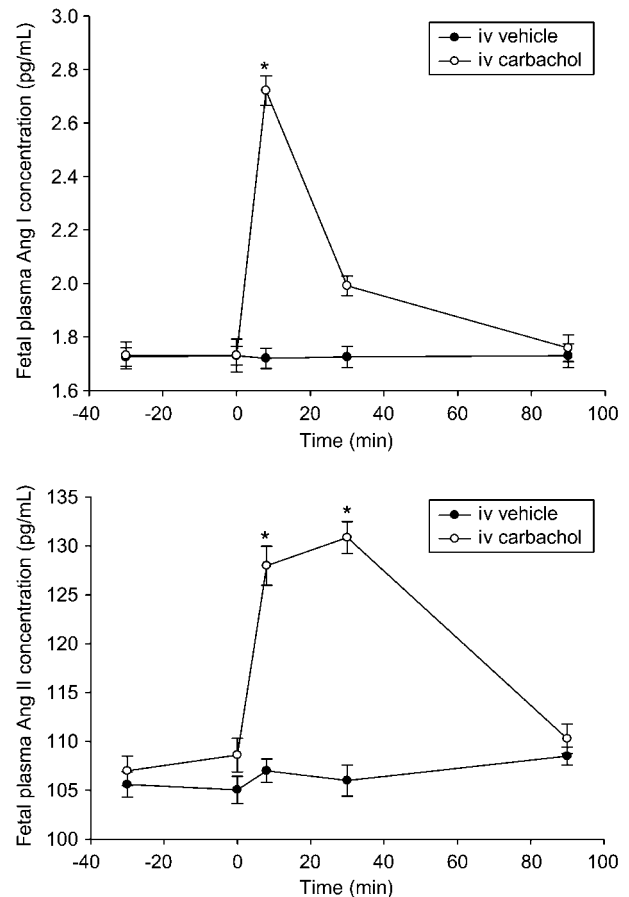 Fetal plasma Ang I concentration (pg/mL)
3.0
2.8
2.6
2.4
2.2
2.0
1.8
1.6
*
iv vehicle
iv carbachol
-40 -20 0 20 40 60 80 100
Time (min)
Fetal plasma Ang II concentration (pg/mL)
135
130
125
120
115
110
105
100
* *
iv vehicle
iv carbachol
-40 -20 0 20 40 60 80 100
Time (min)